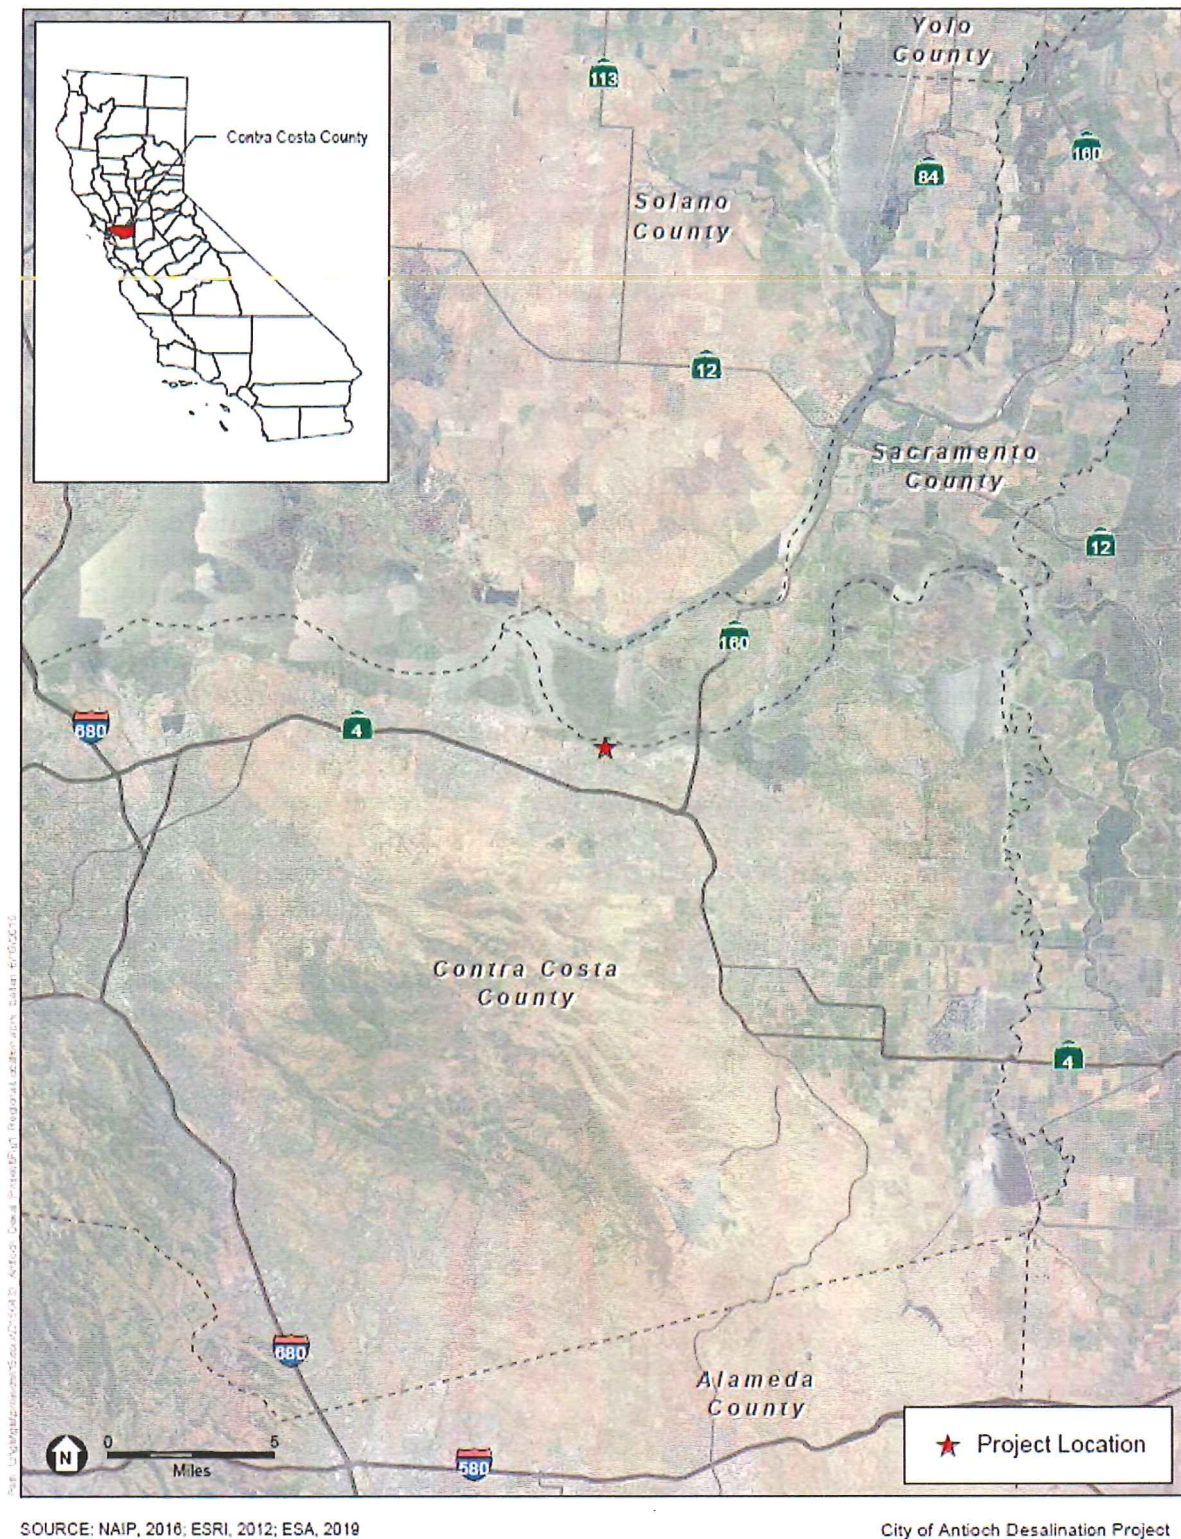 Yolo
County
113
160
Contra Costa County
84
Solano
County
12
Sacramento
County
12
160
680
4
Contra Costa
County
4
680
Alameda
County
Project Location
N
0 5
Miles
580
SOURCE: NAIP, 2016; ESRI, 2012; ESA, 2019
City of Antioch Desalination Project